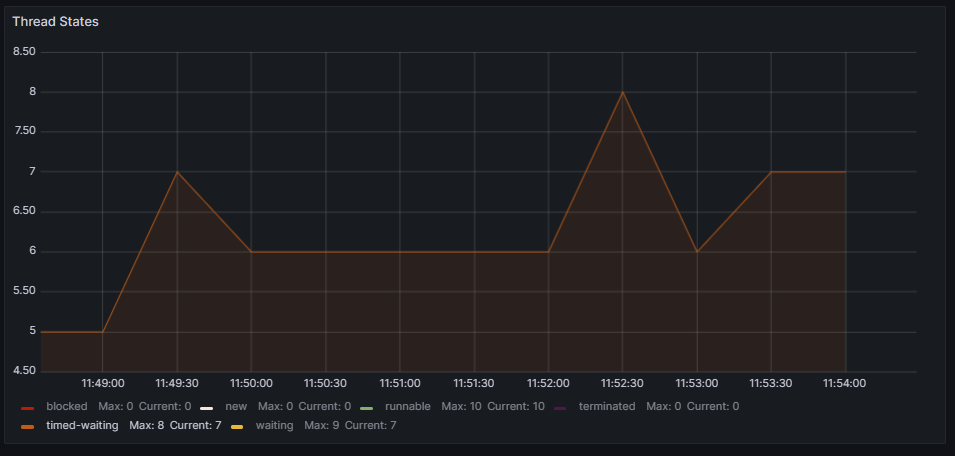 Thread States
8.50
8
7.50
7
6.50
6
5.50
5
4.50
11:49:00 11:49:30 11:50:00 11:50:30 11:51:00 11:51:30 11:52:00 11:52:30 11:53:00 11:53:30 11:54:00
blocked Max: 0 Current: 0 new Max: 0 Current: 0 runnable Max: 10 Current: 10 terminated Max: 0 Current: 0
timed-waiting Max: 8 Current: 7 waiting Max: 9 Current: 7